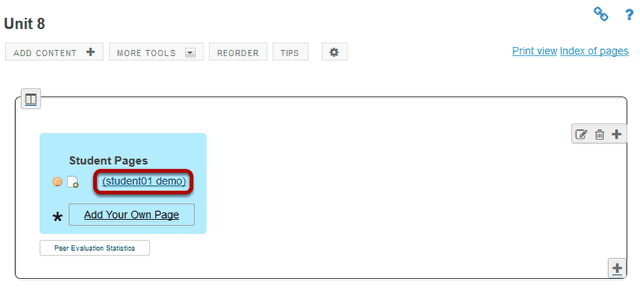 Unit 8
ADD CONTENT MORE TOOLS REORDER TIPS
Print view Index of pages
Student Pages
(student01 demo)
* Add Your Own Page
Peer Evaluation Statistics